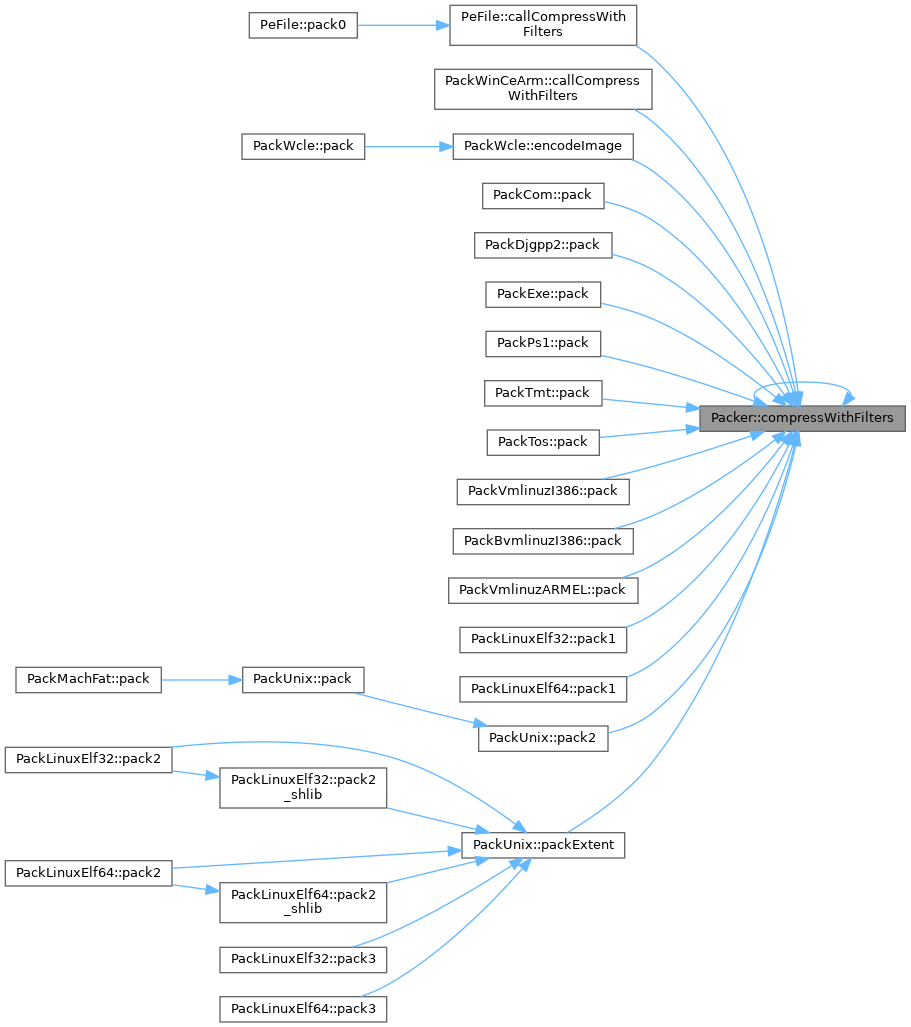 PeFile::pack0
PeFile::callCompressWith
Filters
PackWinCeArm::callCompress
WithFilters
PackWcle::pack
PackWcle::encodeImage
PackCom::pack
PackDjgpp2::pack
PackExe::pack
PackPs1::pack
PackTmt::pack
Packer::compressWithFilters
PackTos::pack
PackVmlinuzI386::pack
PackBvmlinuzI386::pack
PackVmlinuzARMEL::pack
PackLinuxElf32::pack1
PackMachFat::pack
PackUnix::pack
PackLinuxElf64::pack1
PackUnix::pack2
PackLinuxElf32::pack2
PackLinuxElf32::pack2
_shlib
PackUnix::packExtent
PackLinuxElf64::pack2
PackLinuxElf64::pack2
_shlib
PackLinuxElf32::pack3
PackLinuxElf64::pack3